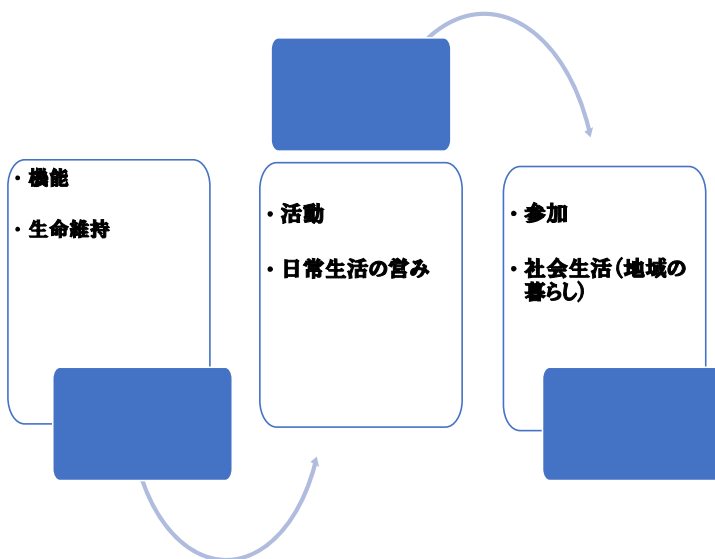 ・機能
・生命維持
・活動
・日常生活の営み
・参加
・社会生活(地域の
暮らし)